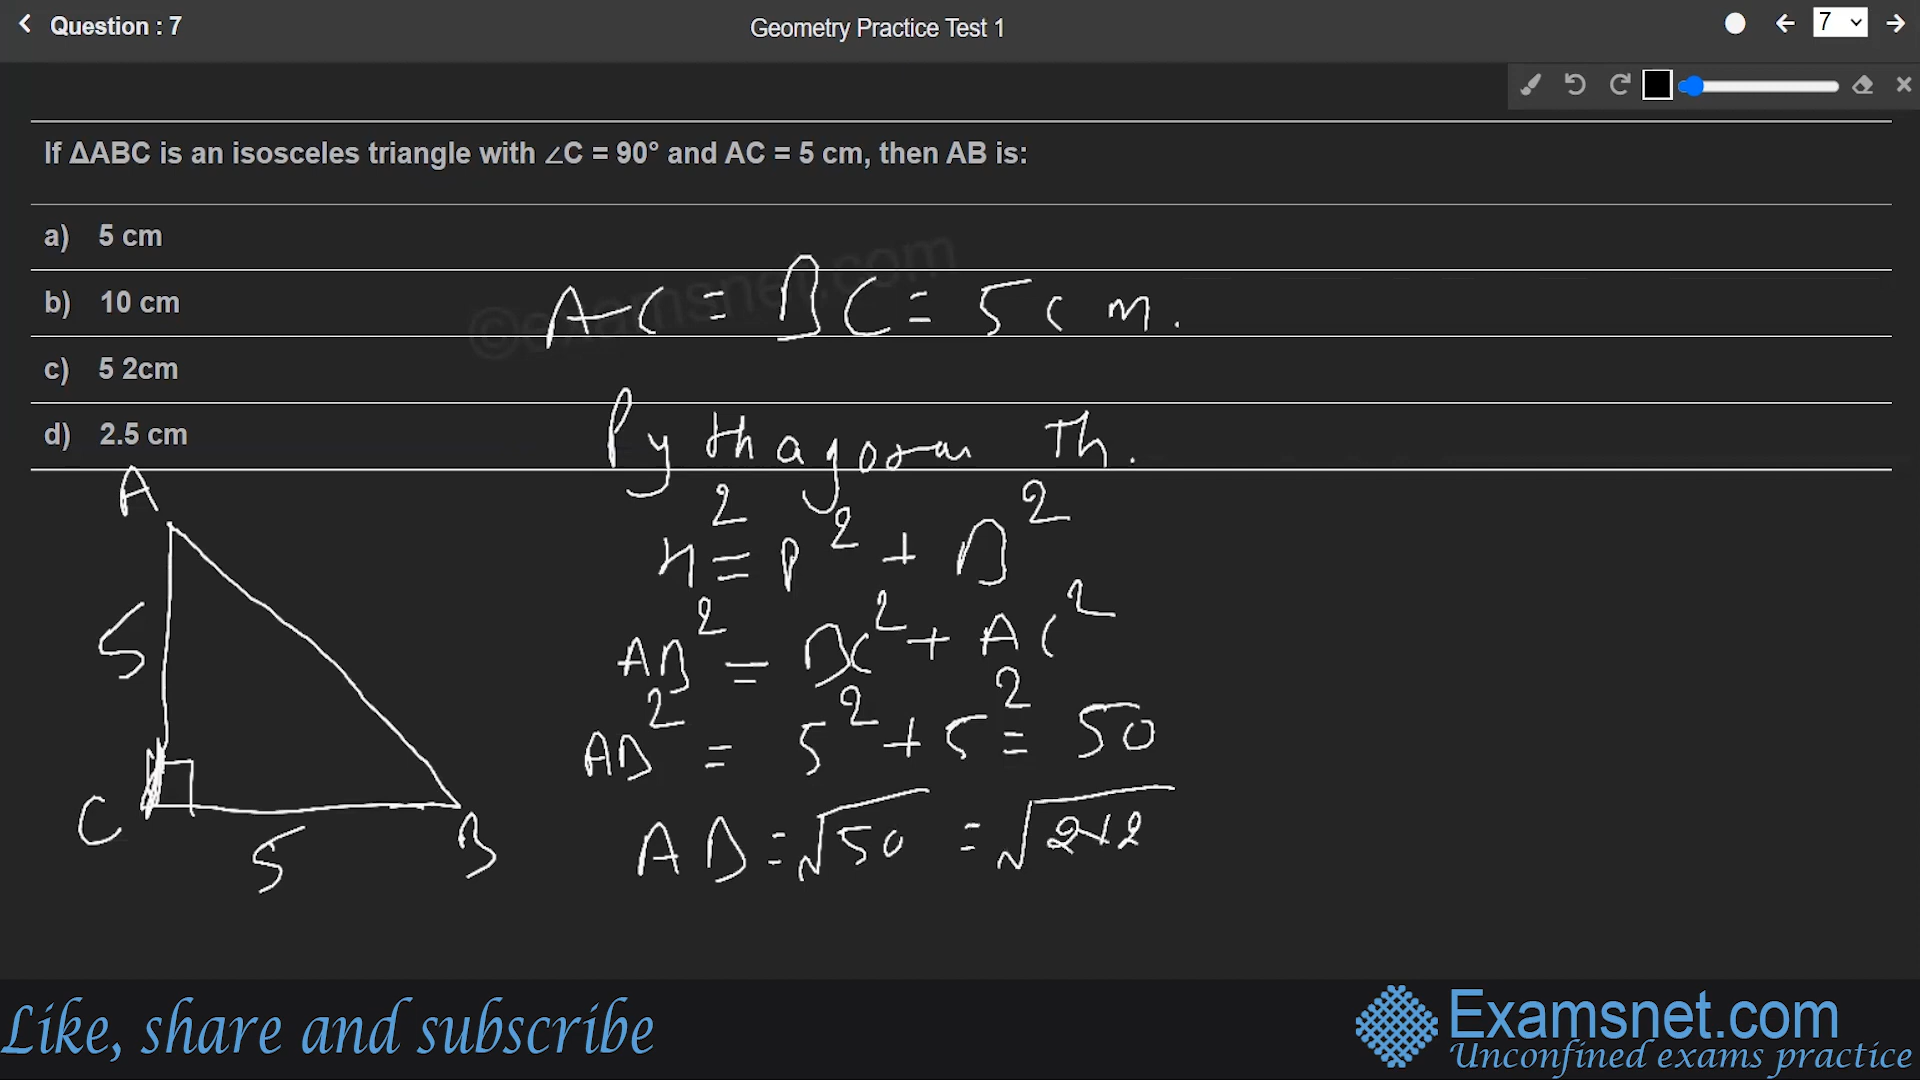 Question : 7
Geometry Practice Test 1
7
If ΔABC is an isosceles triangle with ∠C = 90° and AC = 5 cm, then AB is:
a) 5 cm
b) 10 cm
c) 5 2cm
d) 2.5 cm
©examsnet.com
AC = BC = 5 cm.
Pythagoras Th.
H² = P² + B²
AB² = BC² + AC²
AB² = 5² + 5² = 50
AB = √50 = √2×2
A
5
C
5
B
Like, share and subscribe
Examsnet.com
Unconfined exams practice